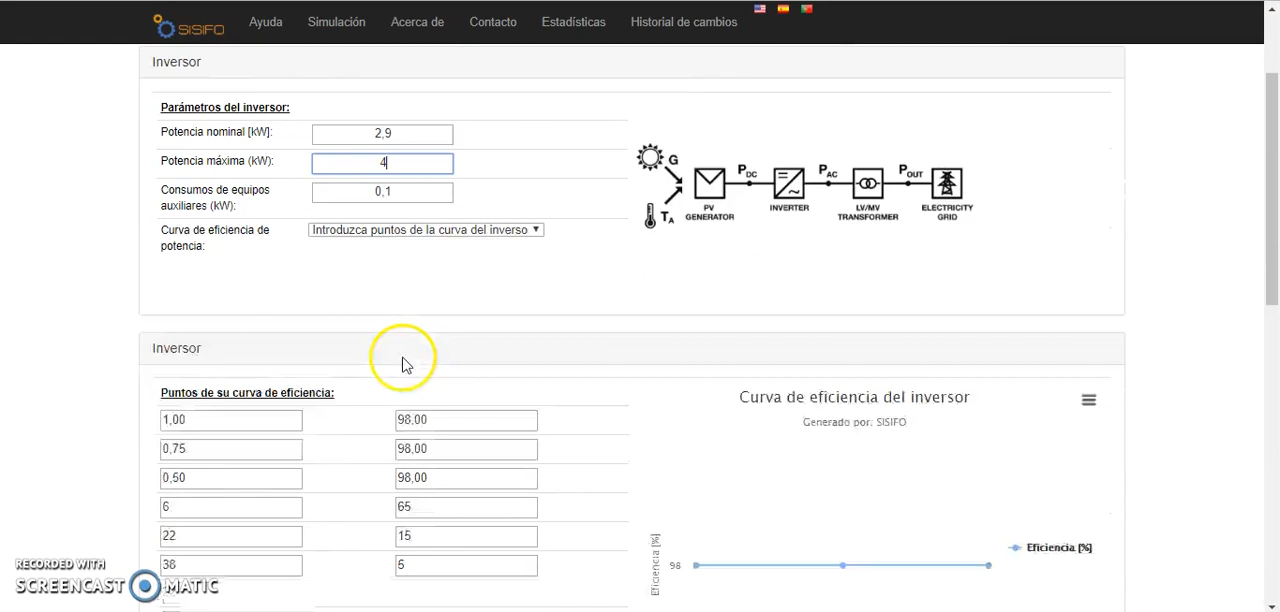 SISIFO Ayuda Simulación Acerca de Contacto Estadísticas Historial de cambios
Inversor
Parámetros del inversor:
Potencia nominal [kW]: 2,9
Potencia máxima (kW): 4
Consumos de equipos
auxiliares (kW): 0,1
Curva de eficiencia de
potencia: Introduzca puntos de la curva del inverso
G
TA
PV
GENERATOR
PDC
INVERTER
PAC
LV/MV
TRANSFORMER
POUT
ELECTRICITY
GRID
Inversor
Puntos de su curva de eficiencia:
1,00 98,00
0,75 98,00
0,50 98,00
6 65
22 15
38 5
Curva de eficiencia del inversor
Generado por: SISIFO
Eficiencia [%]
98
Eficiencia [%]
RECORDED WITH
SCREENCAST MATIC